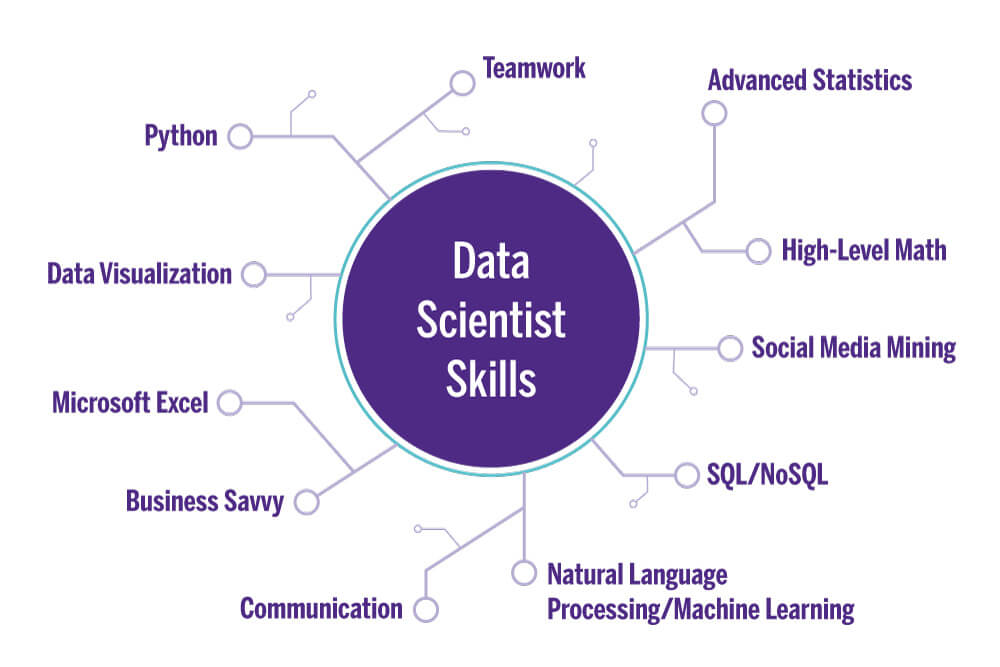 Teamwork
Advanced Statistics
Python
High-Level Math
Data Visualization
Data
Scientist
Skills
Social Media Mining
Microsoft Excel
SQL/NoSQL
Business Savvy
Natural Language
Processing/Machine Learning
Communication